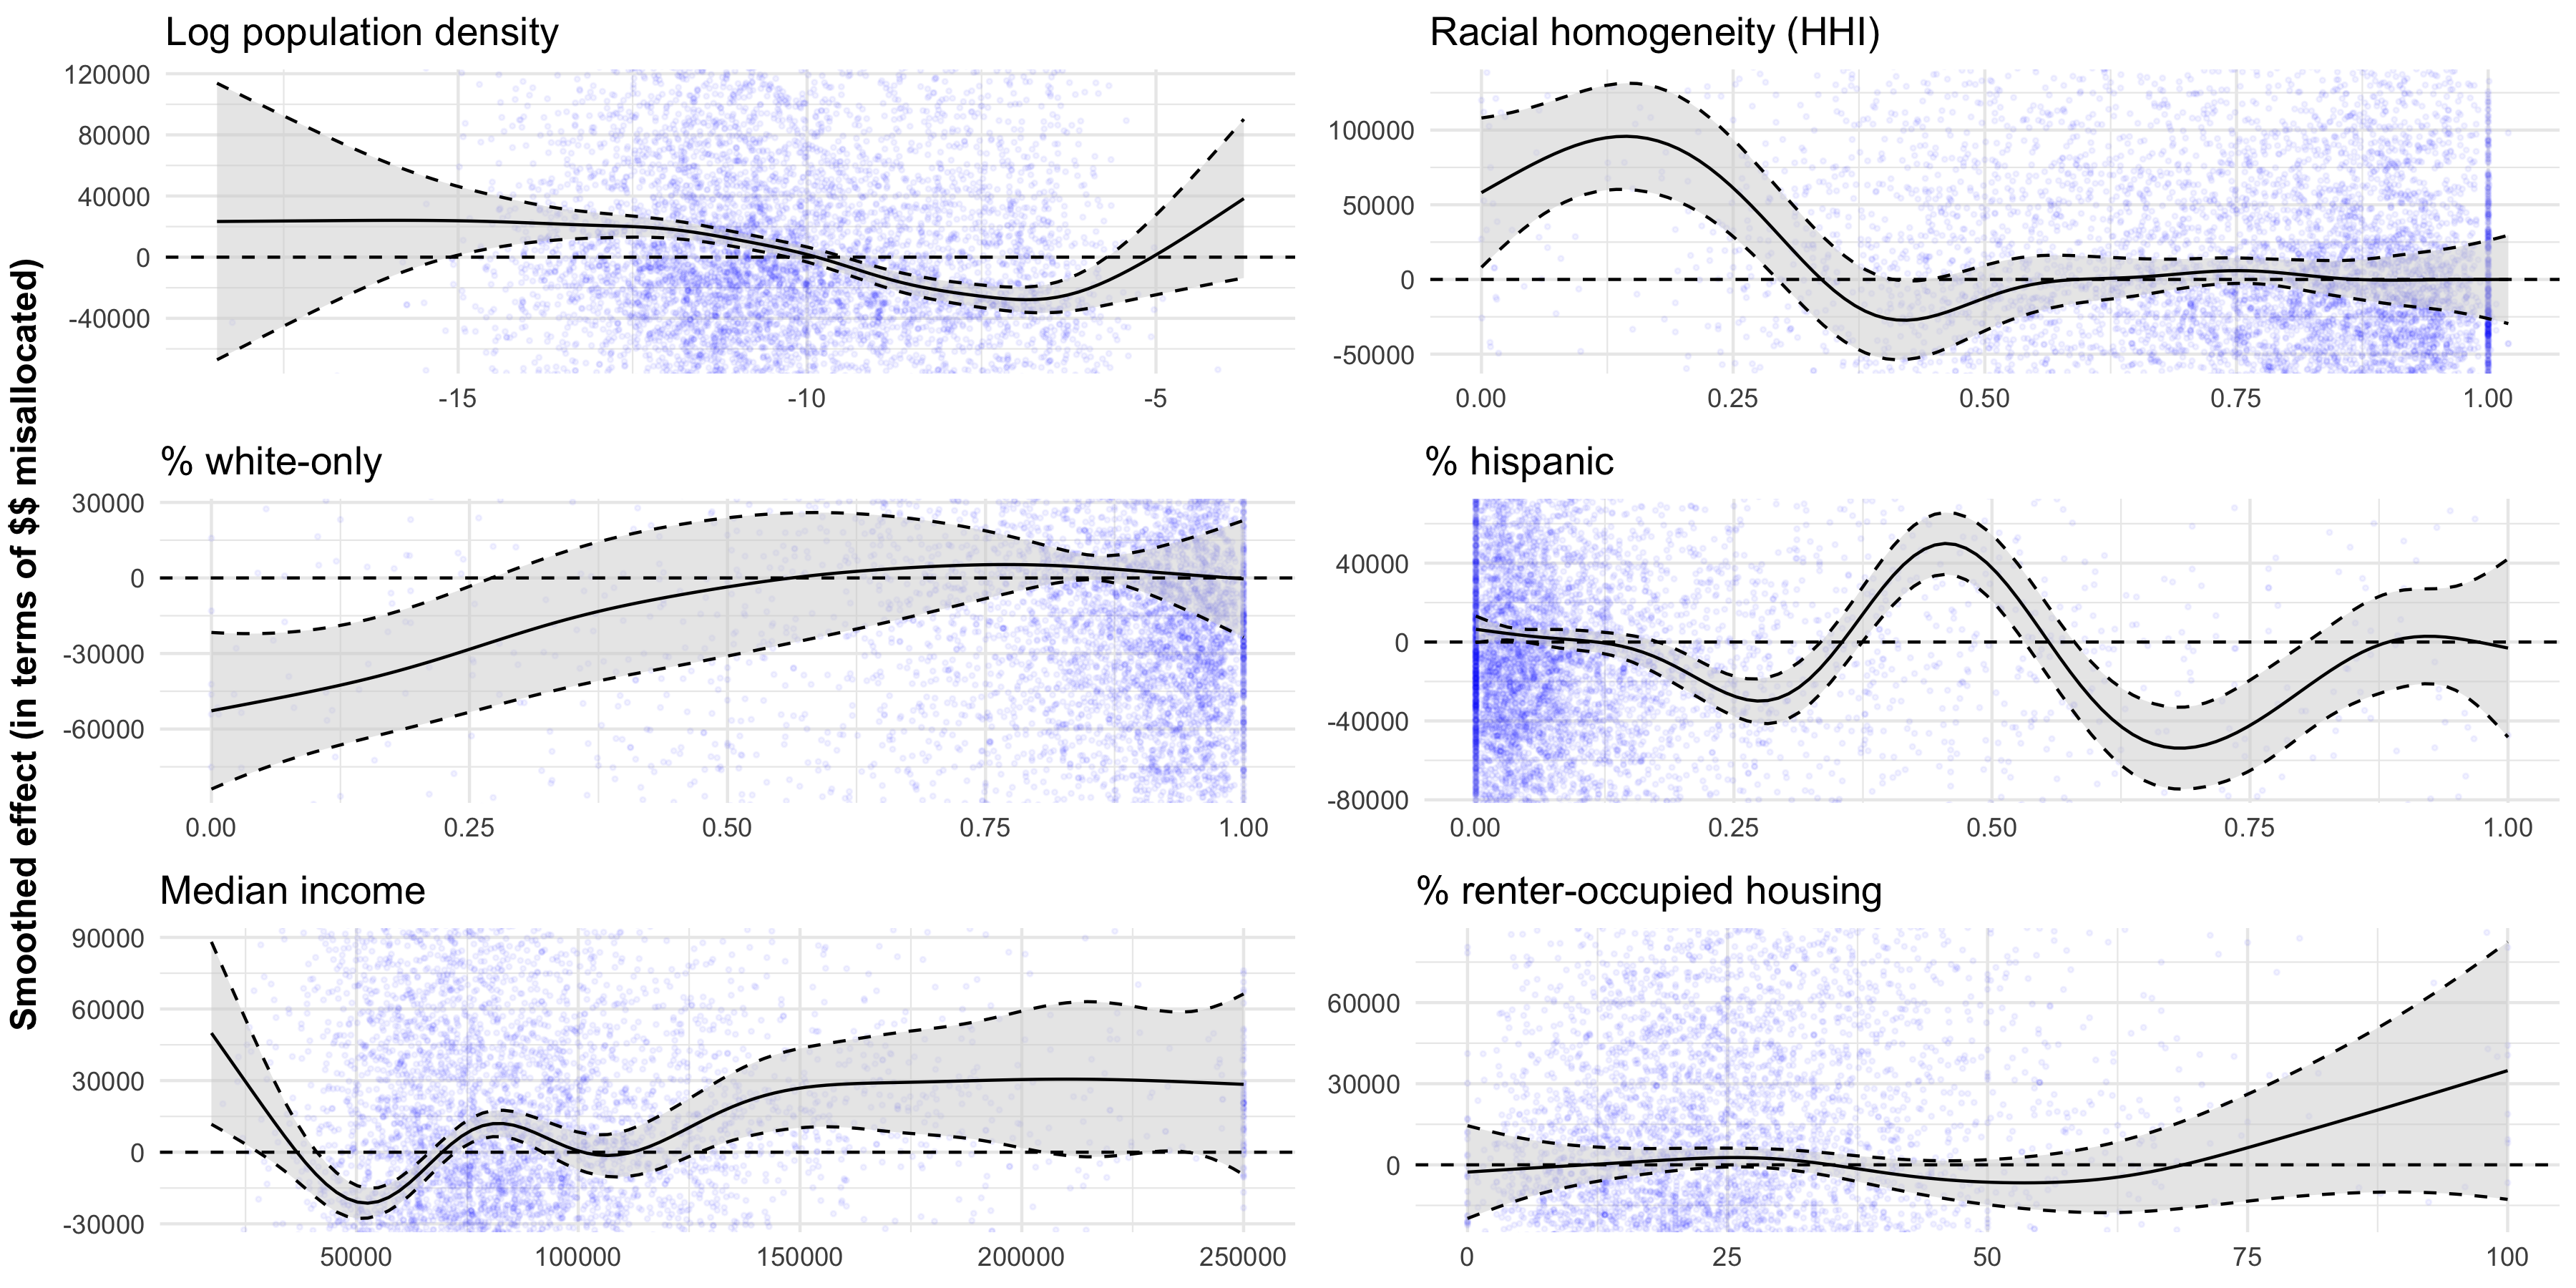 Smoothed effect (in terms of $$ misallocated)
Log population density
120000
80000
40000
0
-40000
-15 -10 -5
Racial homogeneity (HHI)
100000
50000
0
-50000
0.00 0.25 0.50 0.75 1.00
% white-only
30000
0
-30000
-60000
0.00 0.25 0.50 0.75 1.00
% hispanic
40000
0
-40000
-80000
0.00 0.25 0.50 0.75 1.00
Median income
90000
60000
30000
0
-30000
50000 100000 150000 200000 250000
% renter-occupied housing
60000
30000
0
0 25 50 75 100